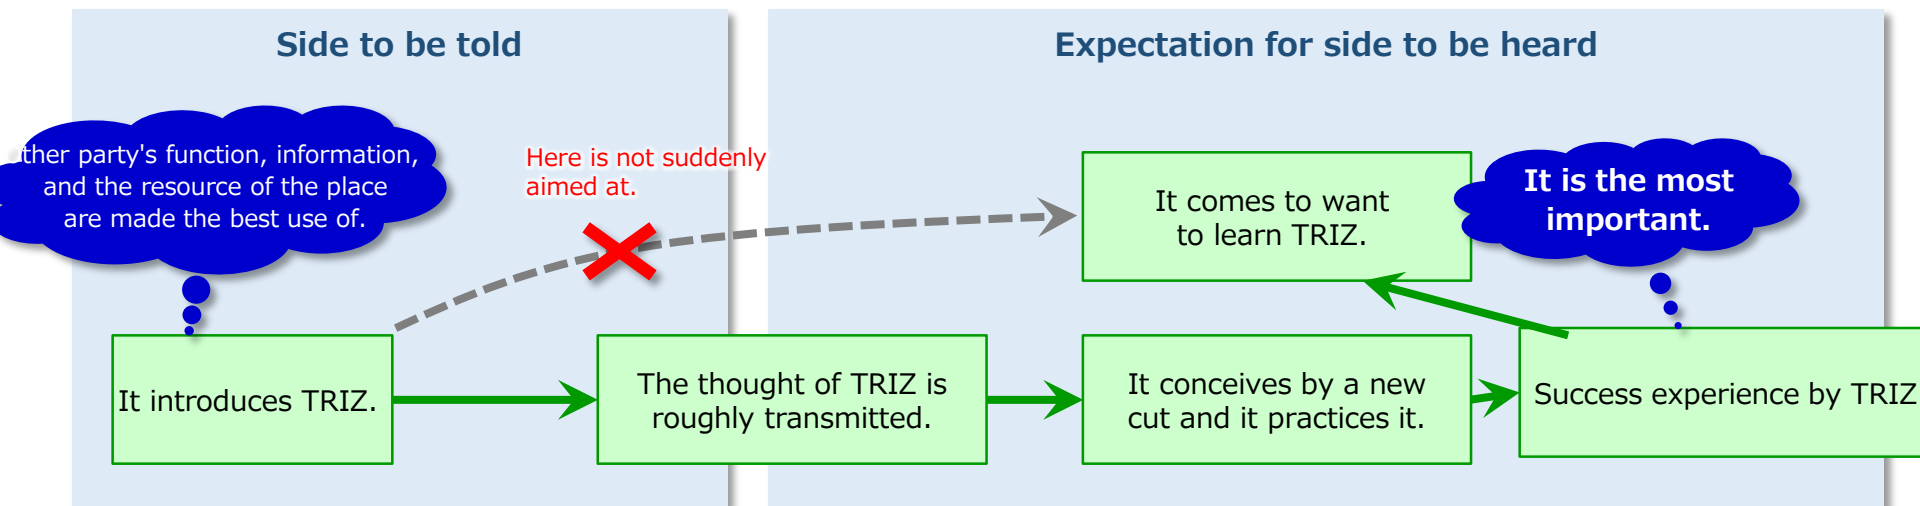 Side to be told
Expectation for side to be heard
ther party's function, information,
and the resource of the place
are made the best use of.
Here is not suddenly
aimed at.
It comes to want
to learn TRIZ.
It is the most
important.
It introduces TRIZ.
The thought of TRIZ is
roughly transmitted.
It conceives by a new
cut and it practices it.
Success experience by TRIZ